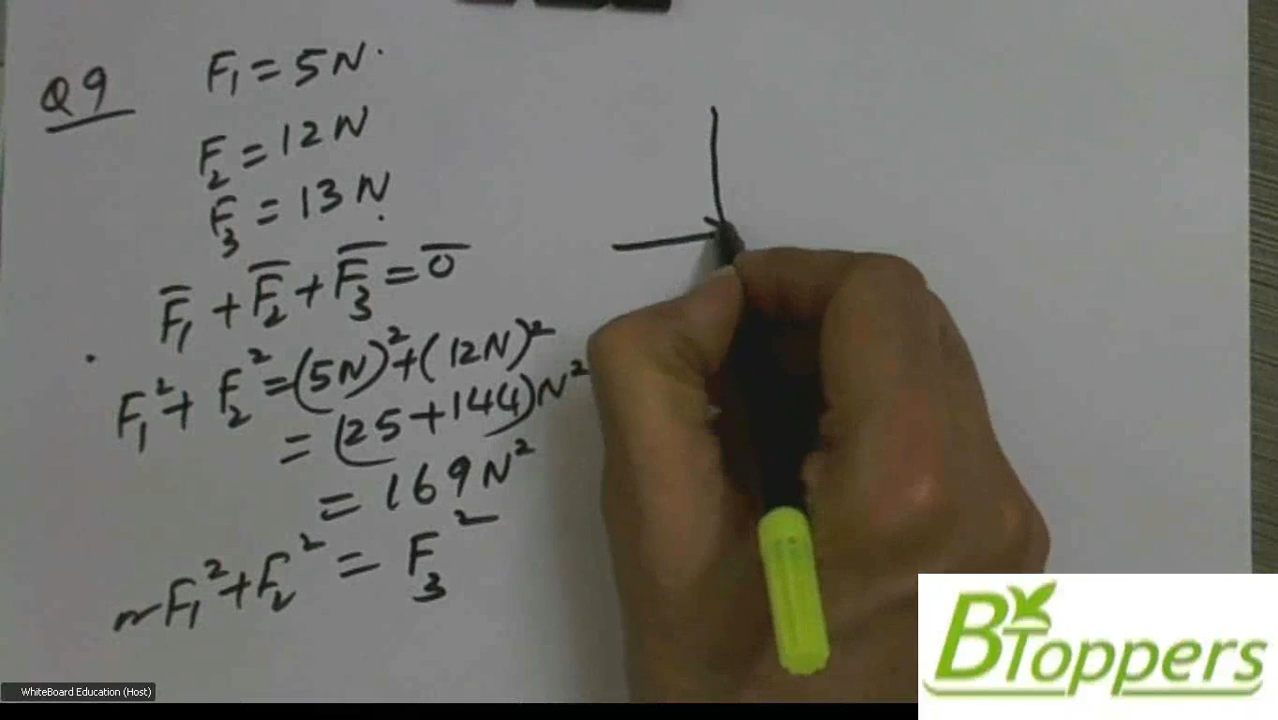 Q9 F₁ = 5N.
F₂ = 12N
F₃ = 13N.
F̅₁ + F̅₂ + F̅₃ = 0̅
F₁² + F₂² = (5N)² + (12N)²
= (25 + 144)N²
= 169N²
F₁² + F₂² = F₃²
BToppers
WhiteBoard Education (Host)